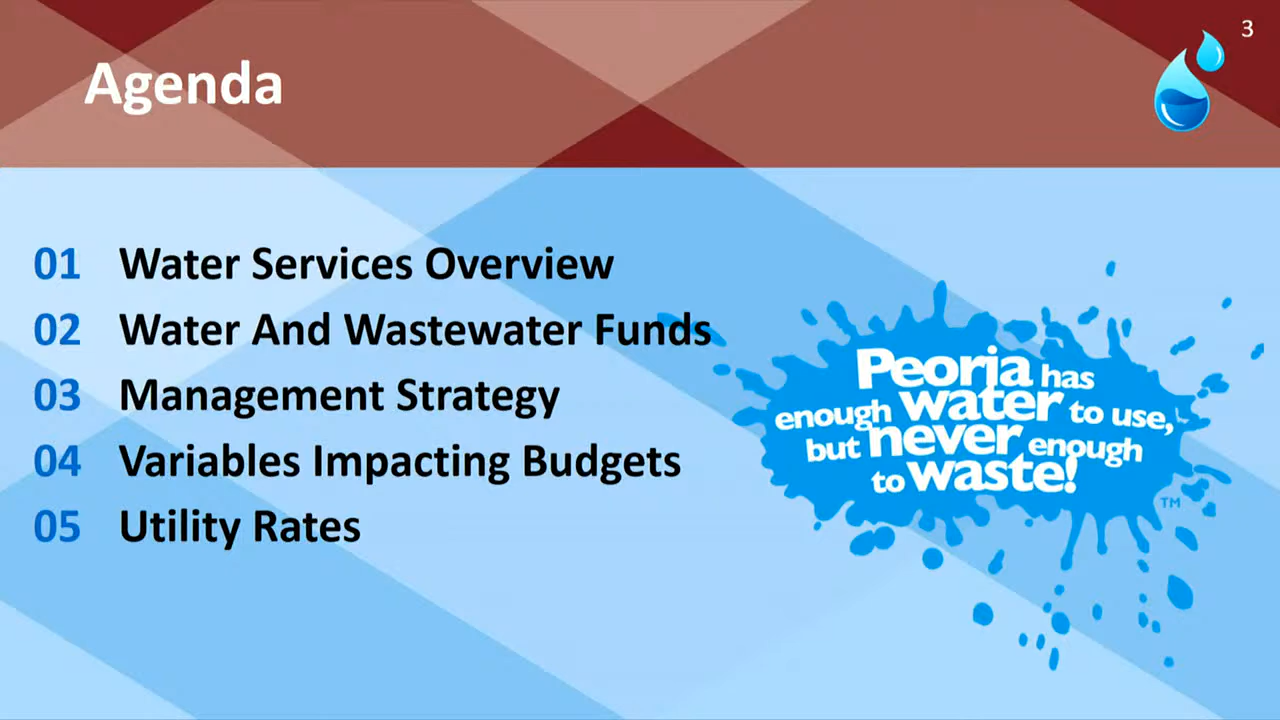 3
Agenda
01 Water Services Overview
02 Water And Wastewater Funds
03 Management Strategy
04 Variables Impacting Budgets
05 Utility Rates
Peoria has
enough water to use,
but never enough
to waste!
TM